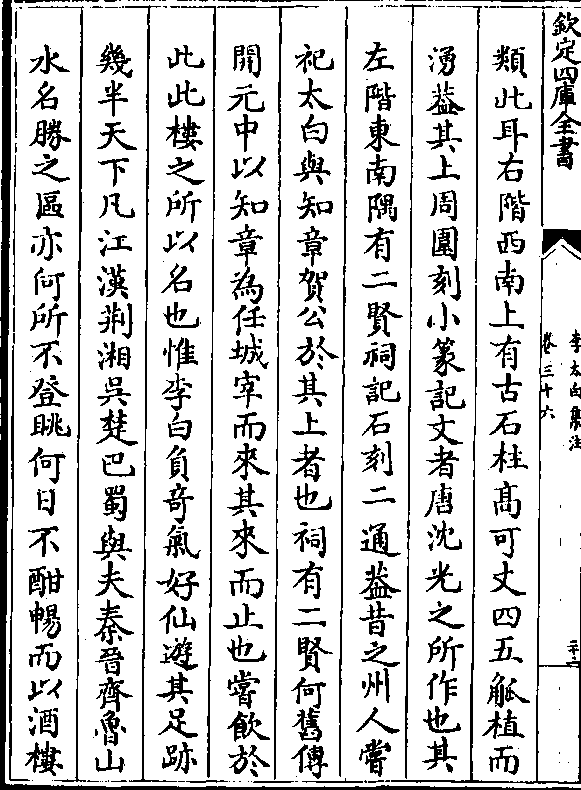 欽定四庫全書
李太白集注
卷三十六
類此耳右階西南上有古石柱髙可丈四五觚植而
湧葢其上周圍刻小篆記文者唐沈光之所作也其
左階東南隅有二賢祠記石刻二通葢昔之州人嘗
祀太白與知章賀公於其上者也祠有二賢何舊傳
開元中以知章為任城宰而來其來而止也嘗飲於
此此樓之所以名也惟李白負竒氣好仙遊其足跡
幾半天下凡江漢荆湘吳楚巴蜀與夫秦晉齊魯山
水名勝之區亦何所不登眺何日不酣暢而以酒樓